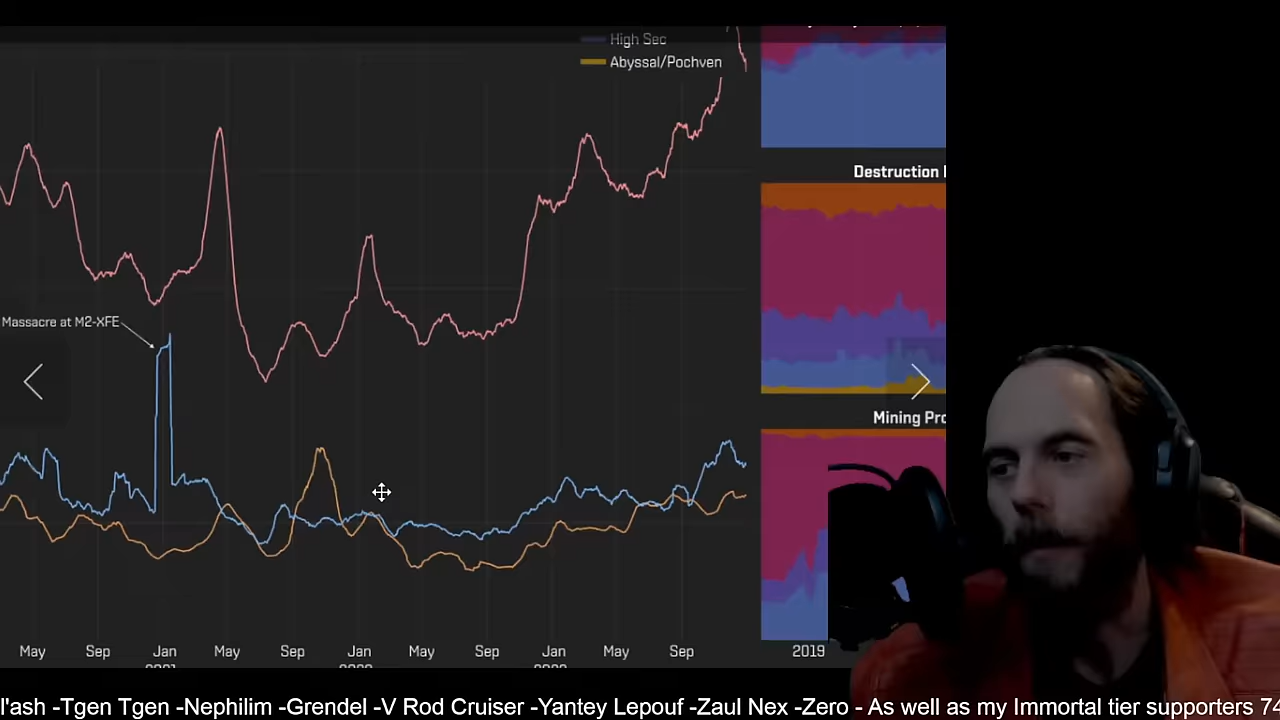 High Sec
Abyssal/Pochven
Destruction
Massacre at M2-XFE
Mining
May Sep Jan May Sep Jan May Sep Jan May Sep
2019
l'ash -Tgen Tgen -Nephilim -Grendel -V Rod Cruiser -Yantey Lepouf -Zaul Nex -Zero - As well as my Immortal tier supporters 74